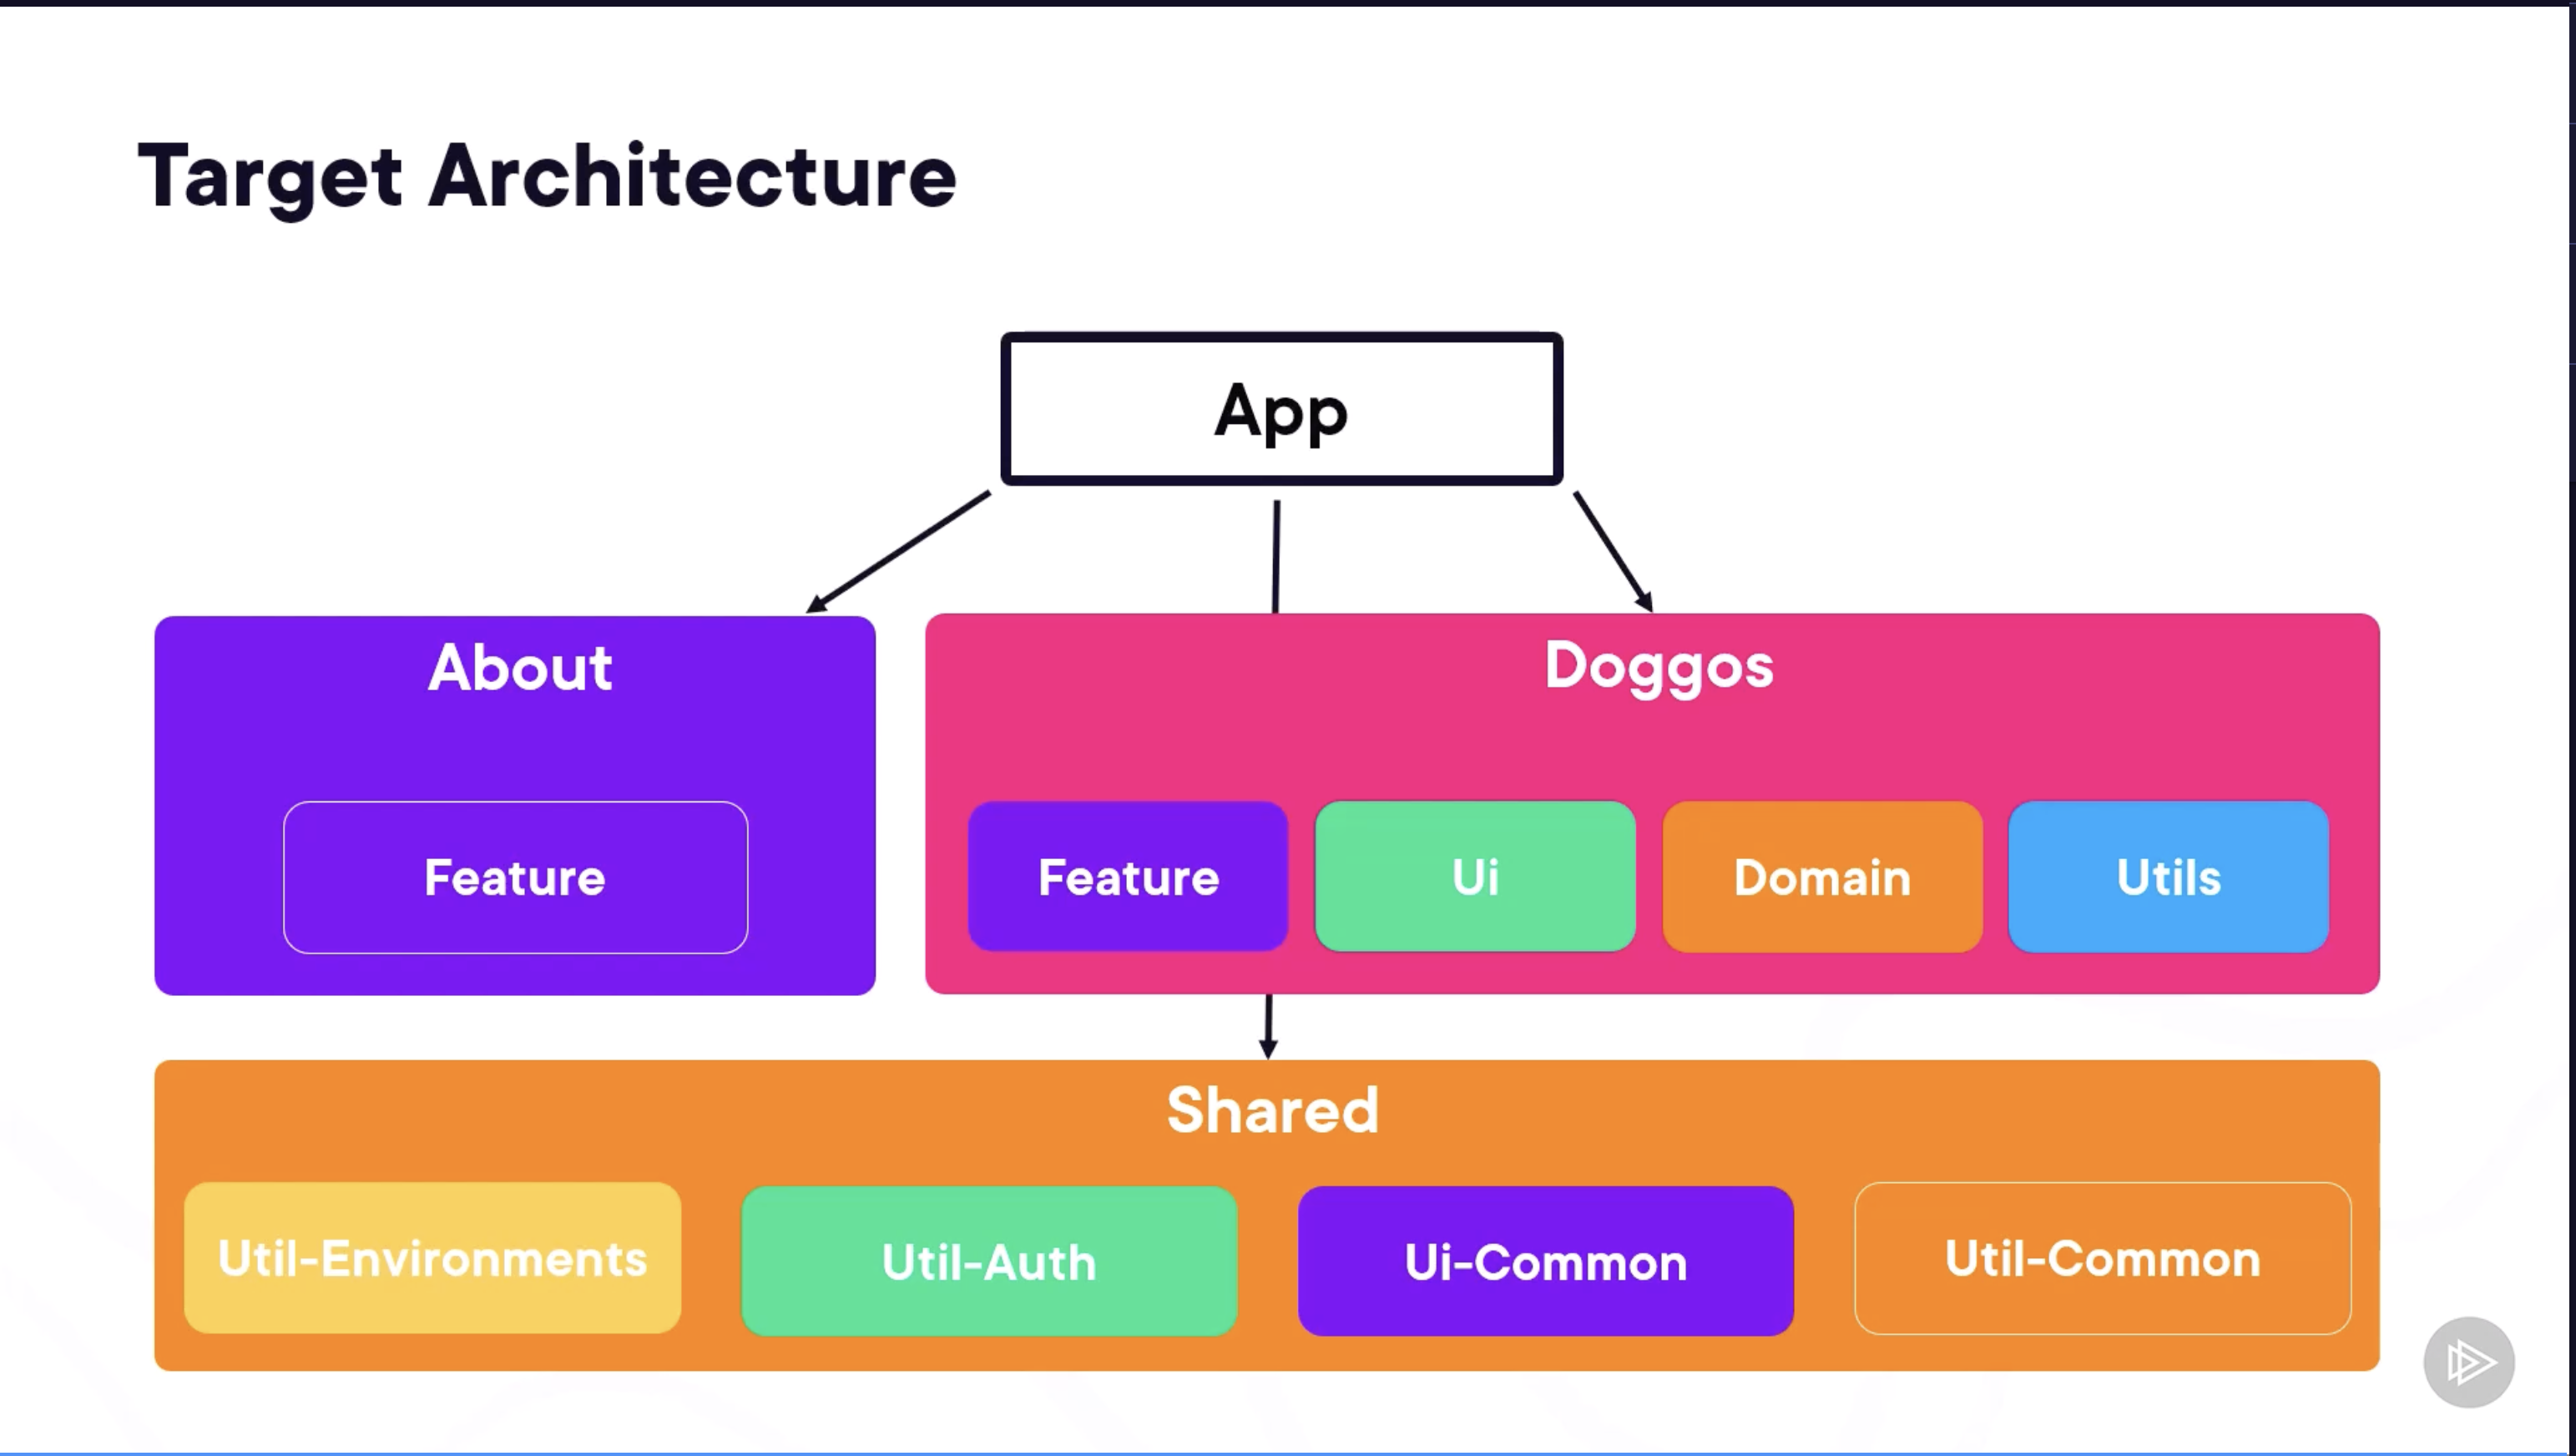 Target Architecture
App
About
Doggos
Feature
Feature
Ui
Domain
Utils
Shared
Util-Environments
Util-Auth
Ui-Common
Util-Common